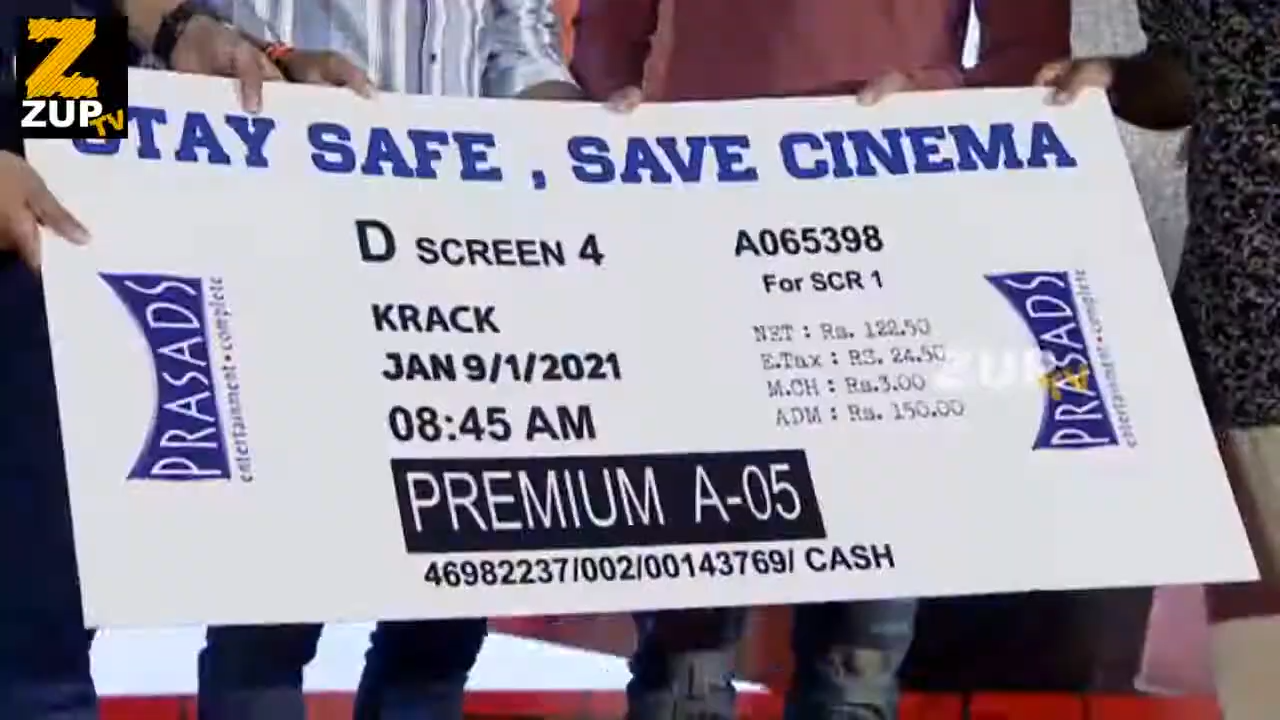 Z
ZUP TV
STAY SAFE , SAVE CINEMA
D SCREEN 4
A065398
For SCR 1
KRACK
JAN 9/1/2021
08:45 AM
NET : Rs. 122.50
E.Tax : RS. 24.50
M.CH : Rs.3.00
ADM : Rs. 150.00
ZUP TV
PRASADS
entertainment • complete
PRASADS
entertainment • complete
PREMIUM A-05
46982237/002/00143769/ CASH